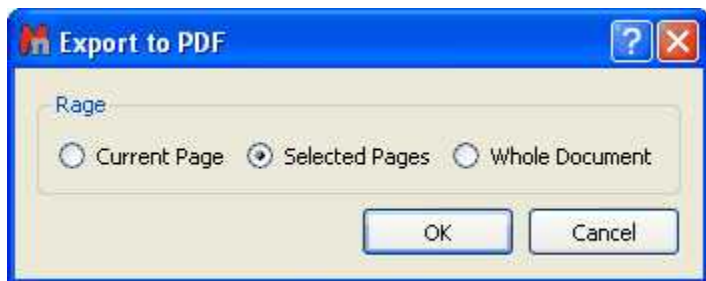 Export to PDF
Rage
Current Page Selected Pages Whole Document
OK Cancel